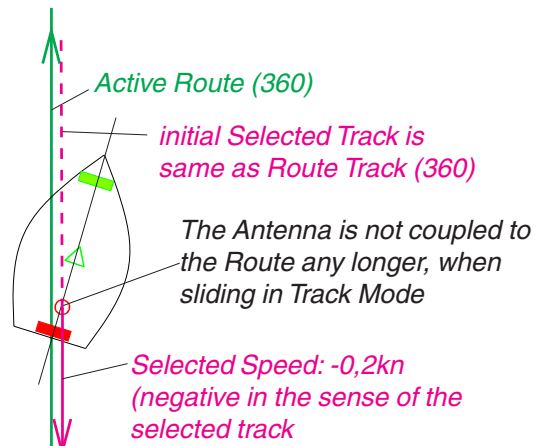 Active Route (360)
initial Selected Track is
same as Route Track (360)
The Antenna is not coupled to
the Route any longer, when
sliding in Track Mode
Selected Speed: -0,2kn
(negative in the sense of the
selected track